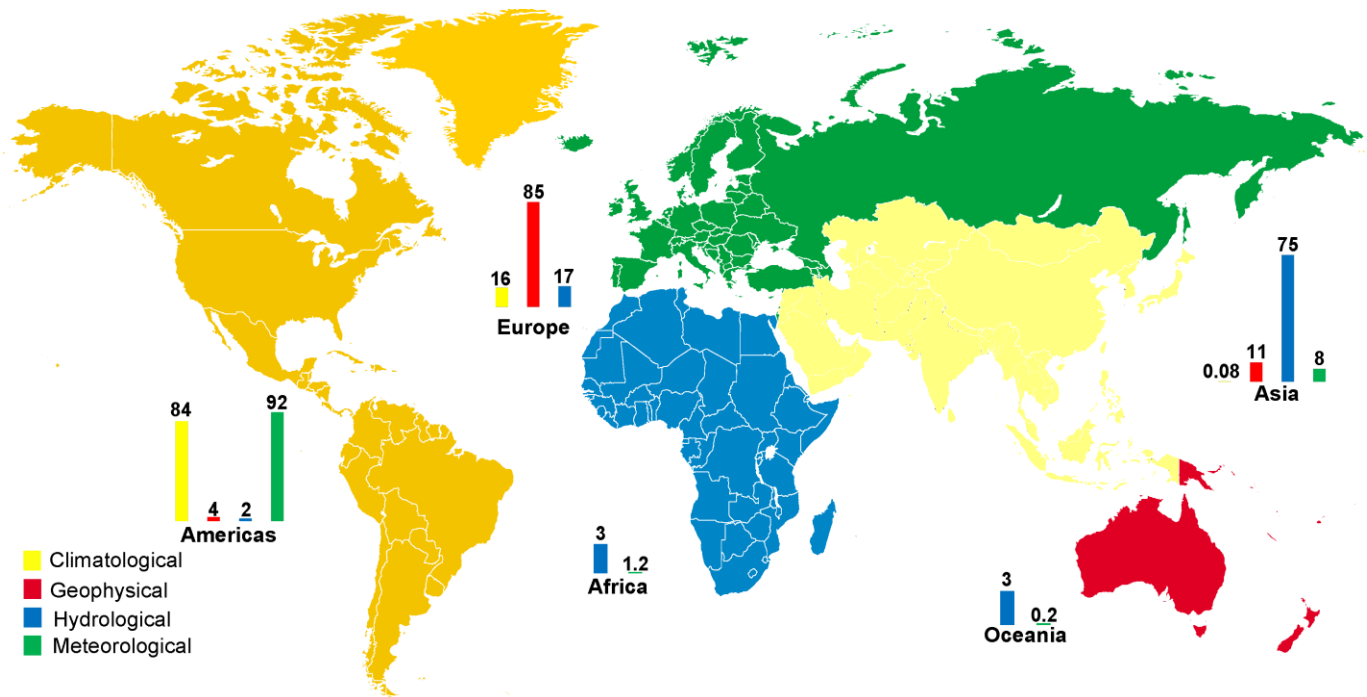 85
16
17
Europe
75
0.08
11
8
Asia
84
92
4
2
Americas
3
1.2
Africa
3
0.2
Oceania
Climatological
Geophysical
Hydrological
Meteorological